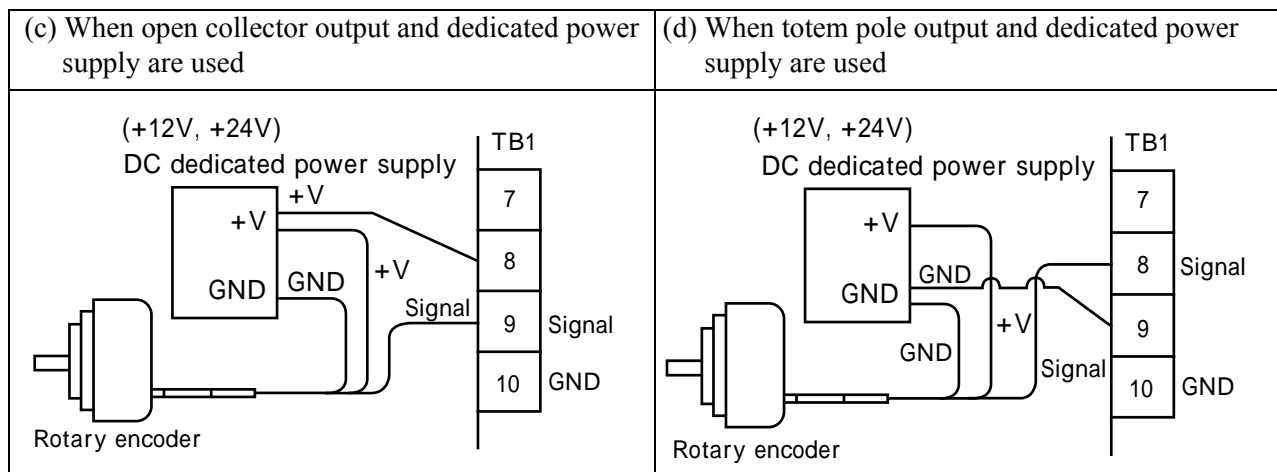 (c) When open collector output and dedicated power
supply are used
(+12V, +24V)
DC dedicated power supply
TB1
+V
+V
7
+V
8
GND
GND
Signal
9
Signal
10
GND
Rotary encoder
(d) When totem pole output and dedicated power
supply are used
(+12V, +24V)
DC dedicated power supply
TB1
+V
7
GND
8
Signal
GND
+V
9
GND
Signal
10
GND
Rotary encoder